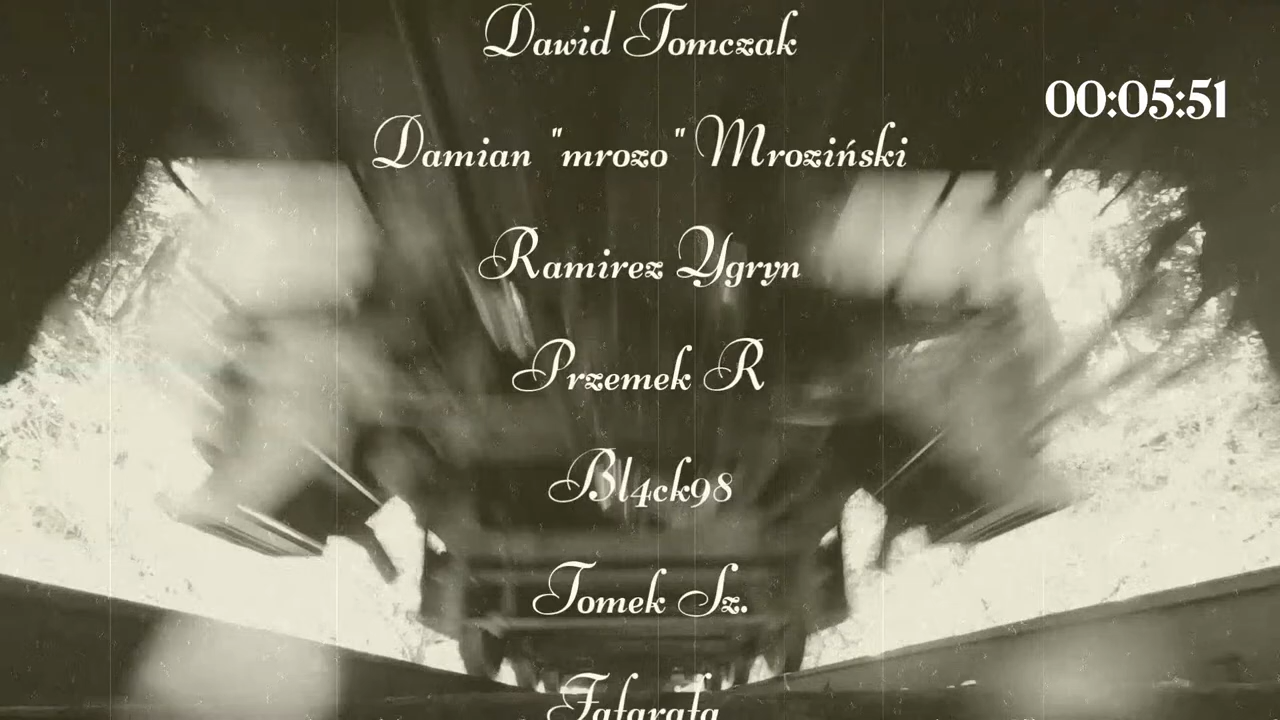 Dawid Tomczak
00:05:51
Damian "mrozo" Mroziński
Ramirez Ygryn
Przemek R
Bl4ck98
Tomek Sz.